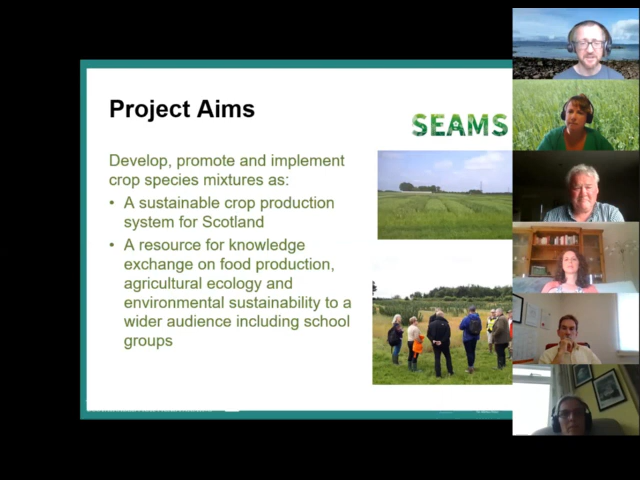 Project Aims
SEAMS
Develop, promote and implement
crop species mixtures as:
• A sustainable crop production
system for Scotland
• A resource for knowledge
exchange on food production,
agricultural ecology and
environmental sustainability to a
wider audience including school
groups